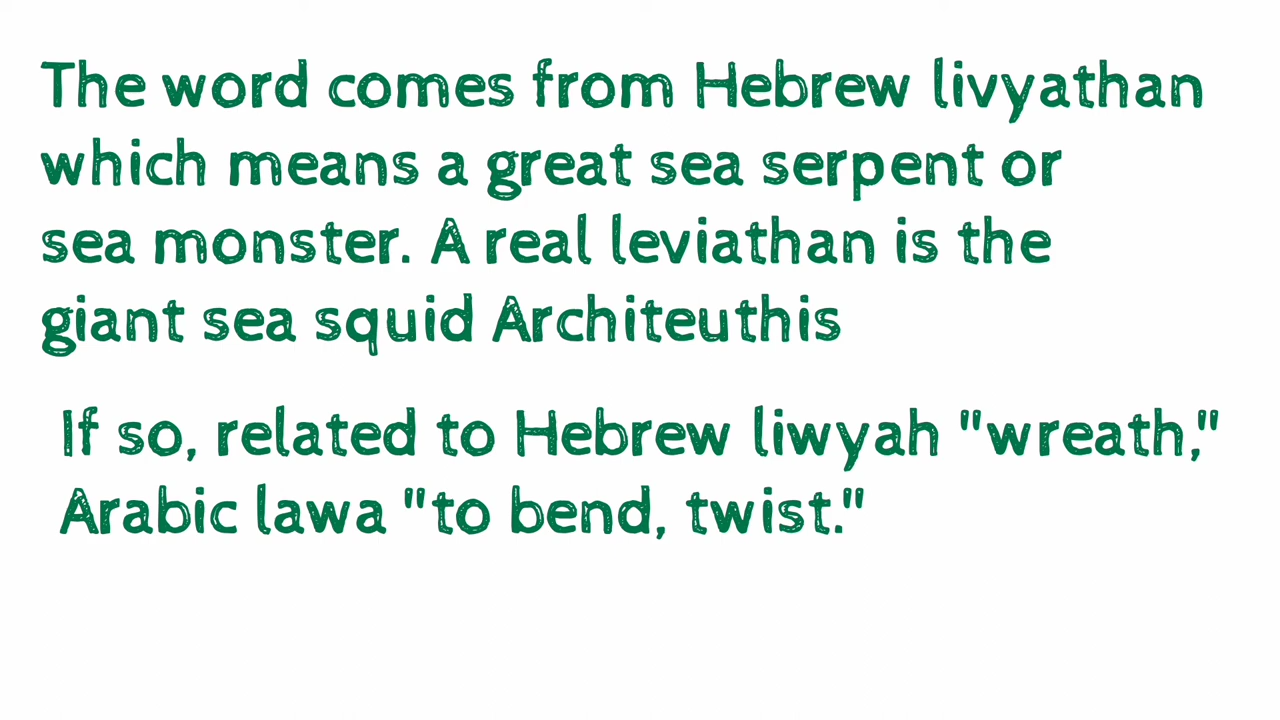 The word comes from Hebrew livyathan
which means a great sea serpent or
sea monster. A real leviathan is the
giant sea squid Architeuthis
If so, related to Hebrew liwyah "wreath,"
Arabic lawa "to bend, twist."